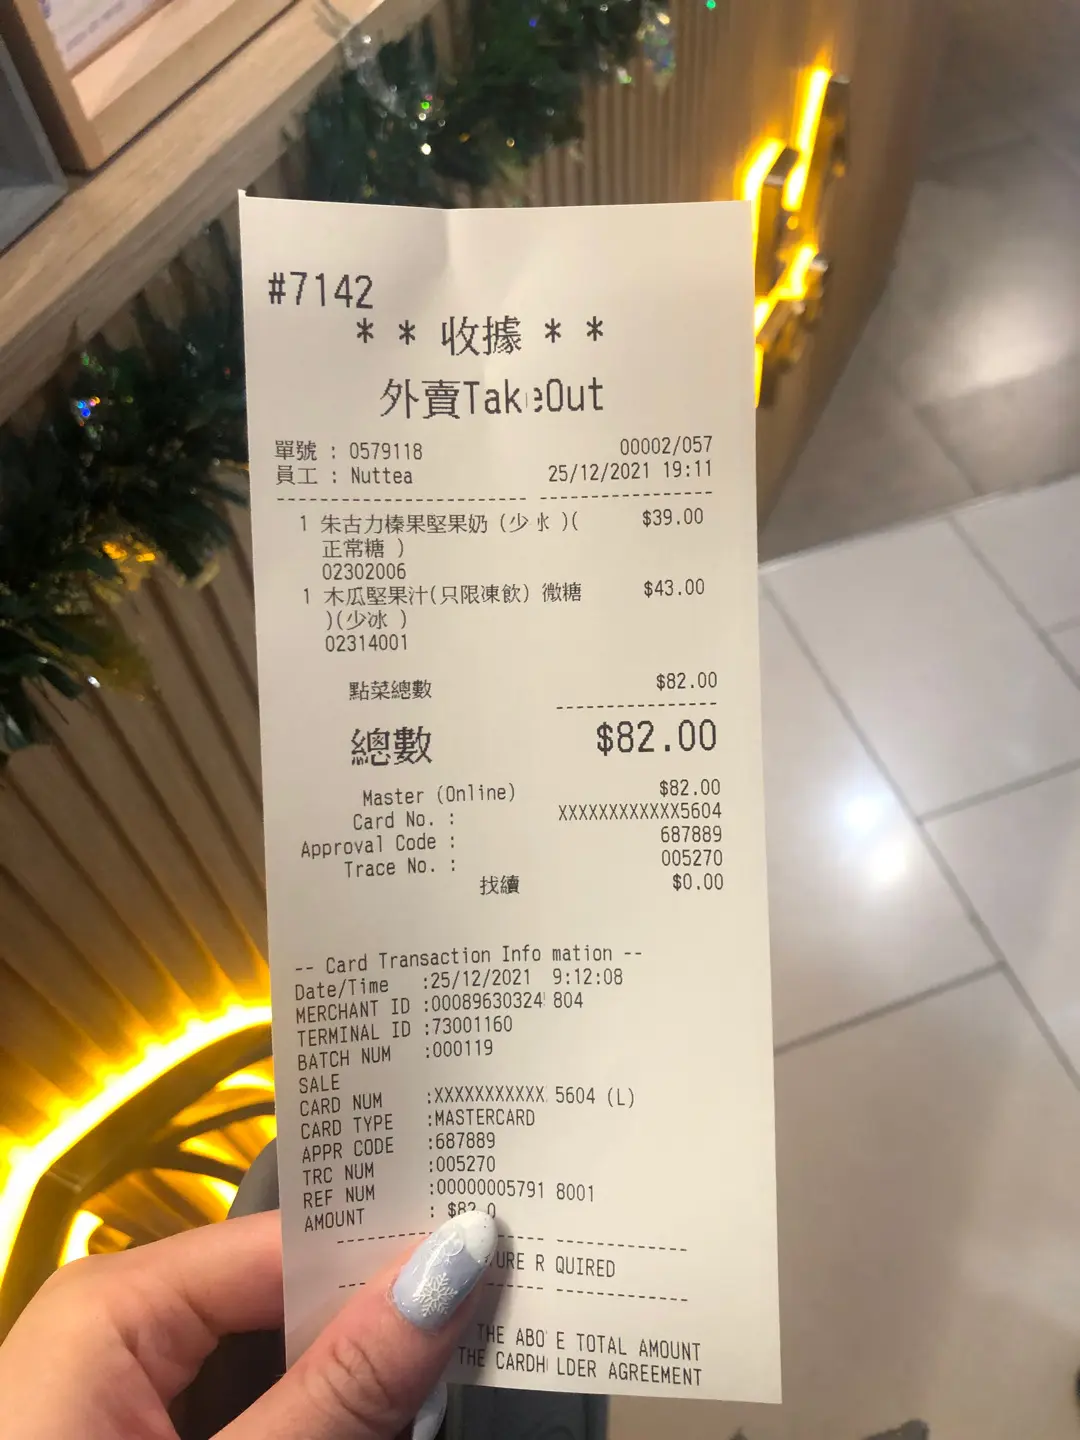 #7142
* * 收據 * *
外賣TakeOut
單號 : 0579118 00002/057
員工 : Nuttea 25/12/2021 19:11
1 朱古力榛果堅果奶 (少冰 )( $39.00
正常糖 )
02302006
1 木瓜堅果汁(只限凍飲) 微糖 $43.00
)(少冰 )
02314001
點菜總數 $82.00
總數 $82.00
Master (Online) $82.00
Card No. : XXXXXXXXXXXX5604
Approval Code : 687889
Trace No. : 005270
找續 $0.00
-- Card Transaction Info mation --
Date/Time :25/12/2021 9:12:08
MERCHANT ID :00089630324 804
TERMINAL ID :73001160
BATCH NUM :000119
SALE
CARD NUM :XXXXXXXXXXX 5604 (L)
CARD TYPE :MASTERCARD
APPR CODE :687889
TRC NUM :005270
REF NUM :00000005791 8001
AMOUNT : $82.0
URE R QUIRED
THE ABO E TOTAL AMOUNT
THE CARDH LDER AGREEMENT